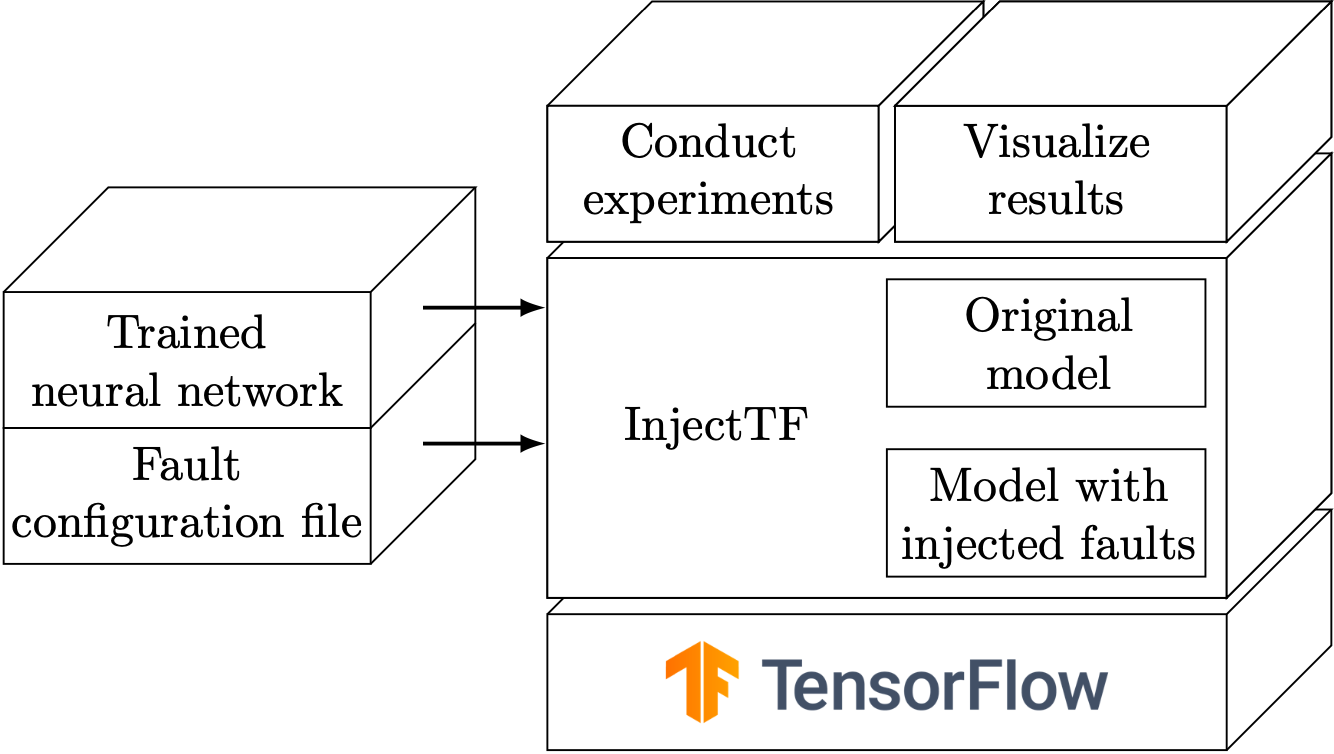 Conduct
experiments
Visualize
results
Trained
neural network
Fault
configuration file
InjectTF
Original
model
Model with
injected faults
TensorFlow